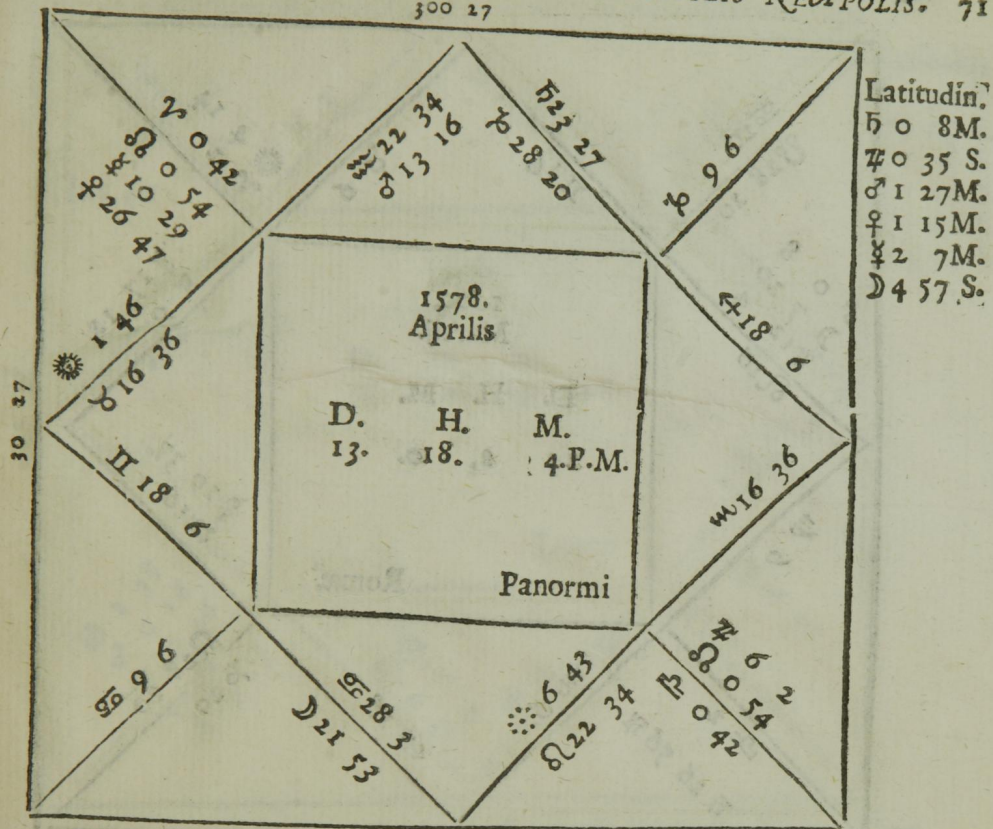 300 27
71
Latitudin.
♄ 0 8M.
♃ 0 35 S.
♂ 1 27M.
♀ 1 15M.
☿ 2 7M.
☽ 4 57 S.
♄ 23 27
♑ 28 20
♑ 9 6
♒ 22 34
♂ 13 16
♈ 0 42
☊ 0 54
☿ 10 29
♀ 26 47
☀ 1 46
♉ 16 36
30 27
♊ 18 6
♋ 9 6
♋ 28 3
☽ 21 53
6 43
♌ 22 34
♃ 6 2
☊ 0 54
♎ 0 42
♏ 16 36
♐ 18 6
1578.
Aprilis
D. H. M.
13. 18. 4.P.M.
Panormi